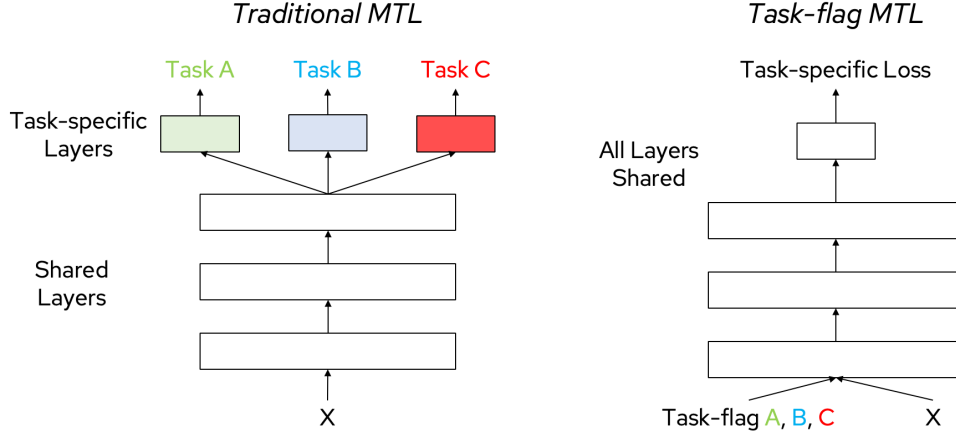 Traditional MTL
Task A
Task B
Task C
Task-specific
Layers
Shared
Layers
X
Task-flag MTL
Task-specific Loss
All Layers
Shared
Task-flag A, B, C
X